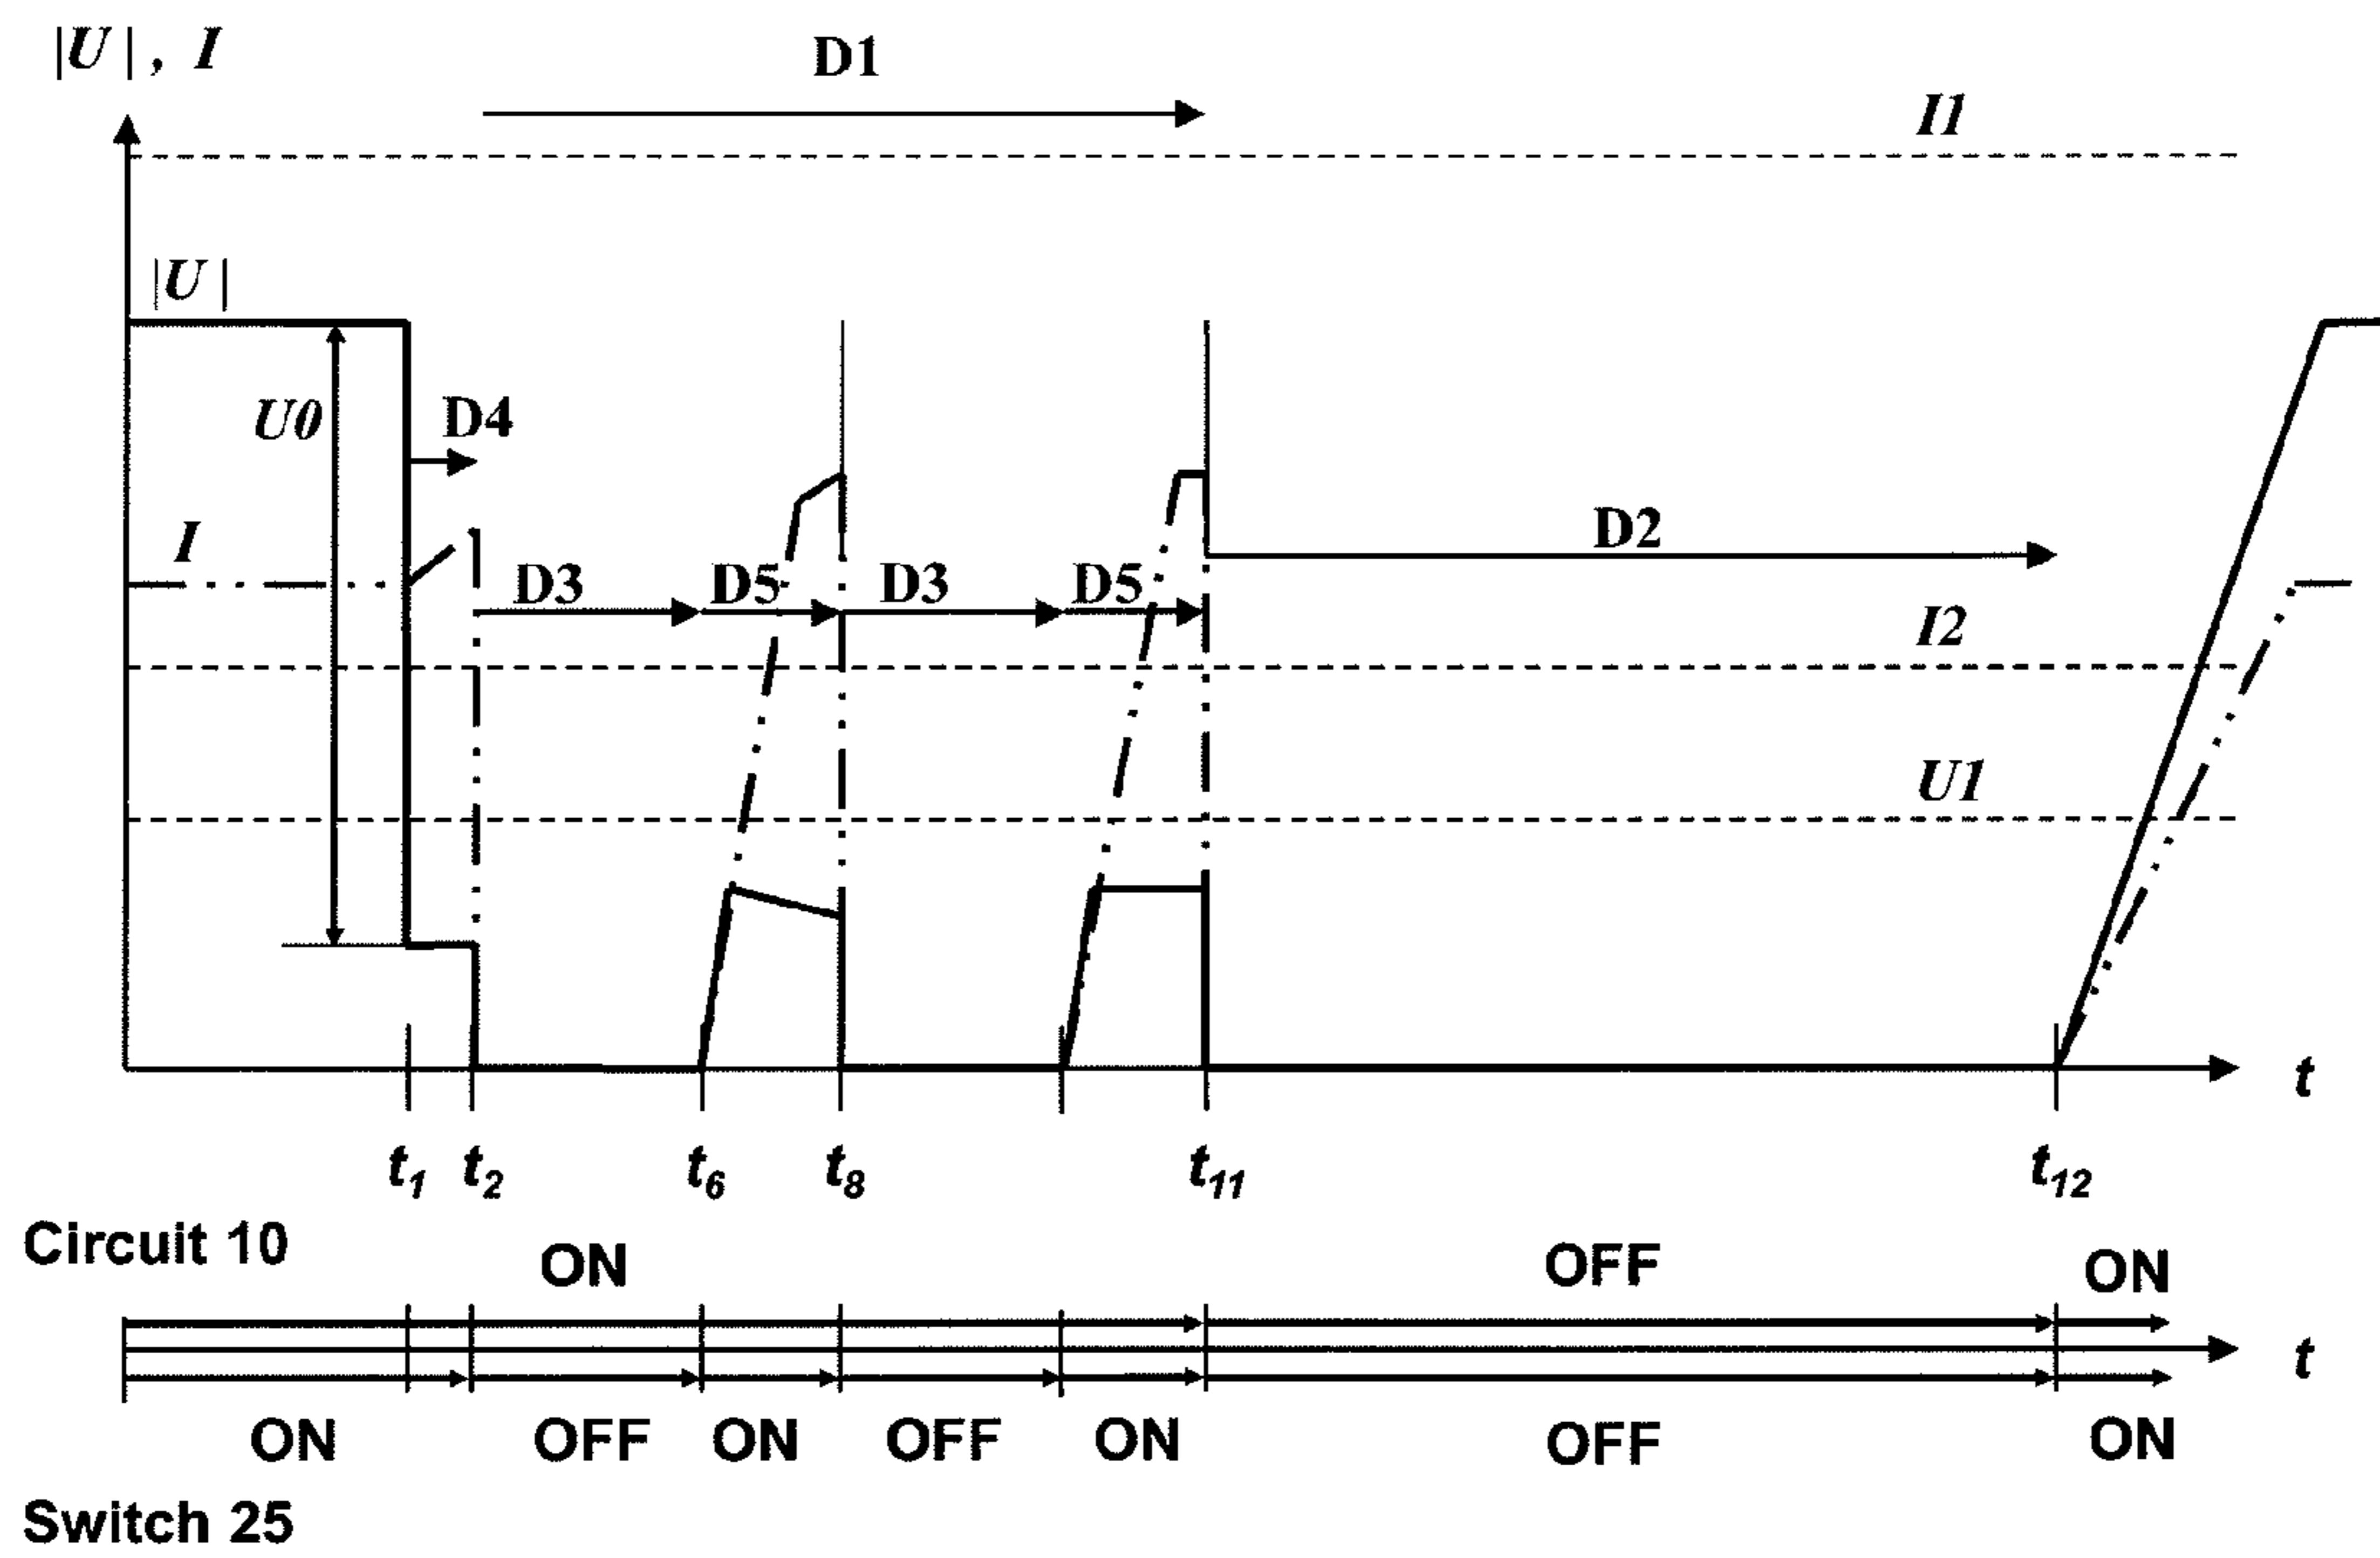 |U|, I
D1
I1
|U|
U0
D4
I
D2
D3 D5 D3 D5
I2
U1
t
t1 t2 t6 t8 t11 t12
Circuit 10
ON OFF ON
t
ON OFF ON OFF ON OFF ON
Switch 25